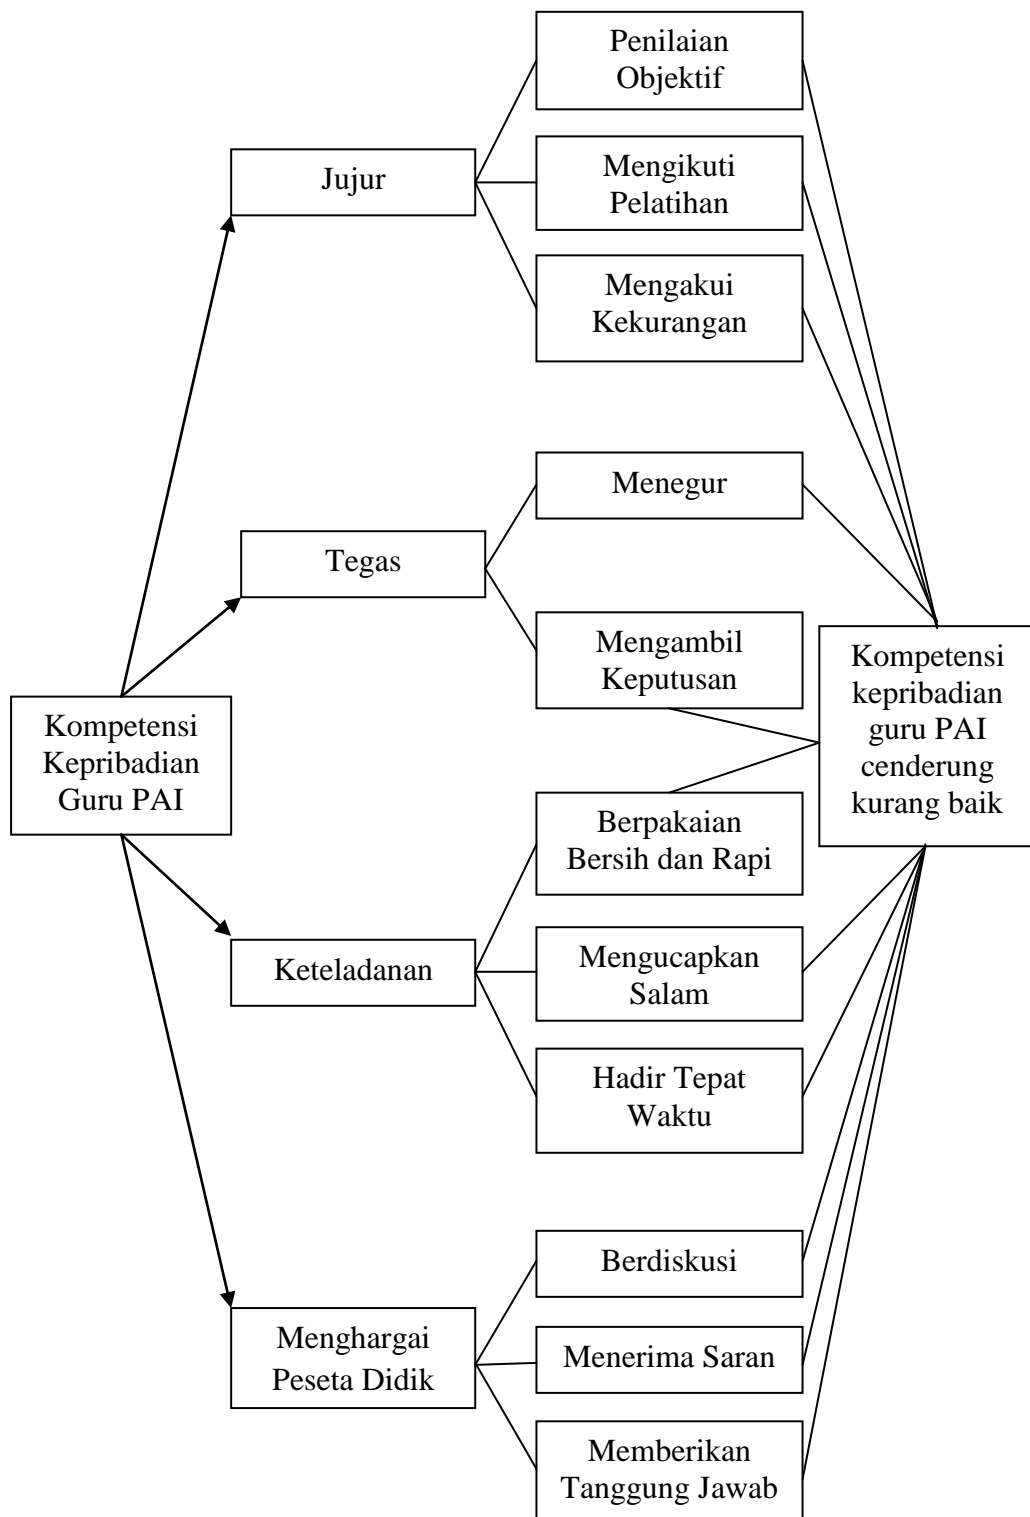 Penilaian
Objektif
Jujur
Mengikuti
Pelatihan
Mengakui
Kekurangan
Menegur
Tegas
Mengambil
Keputusan
Kompetensi
kepribadian
guru PAI
cenderung
kurang baik
Kompetensi
Kepribadian
Guru PAI
Berpakaian
Bersih dan Rapi
Keteladanan
Mengucapkan
Salam
Hadir Tepat
Waktu
Berdiskusi
Menghargai
Peseta Didik
Menerima Saran
Memberikan
Tanggung Jawab